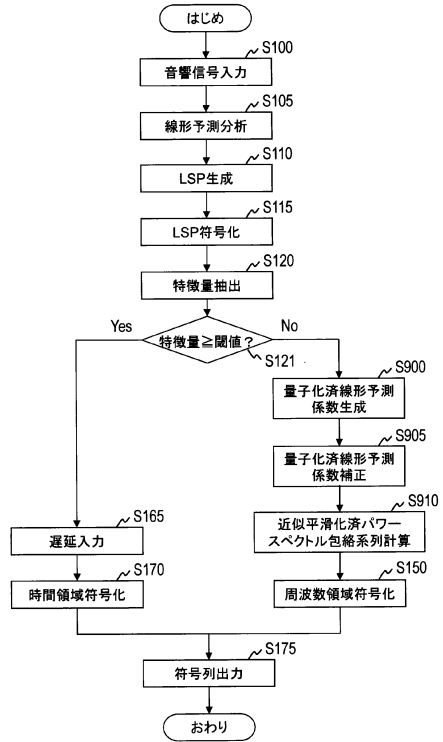 はじめ
S100
音響信号入力
S105
線形予測分析
S110
LSP生成
S115
LSP符号化
S120
特徴量抽出
Yes
特徴量≧閾値?
No
S121
S900
量子化済線形予測
係数生成
S905
量子化済線形予測
係数補正
S910
近似平滑化済パワー
スペクトル包絡系列計算
S165
遅延入力
S170
時間領域符号化
S150
周波数領域符号化
S175
符号列出力
おわり